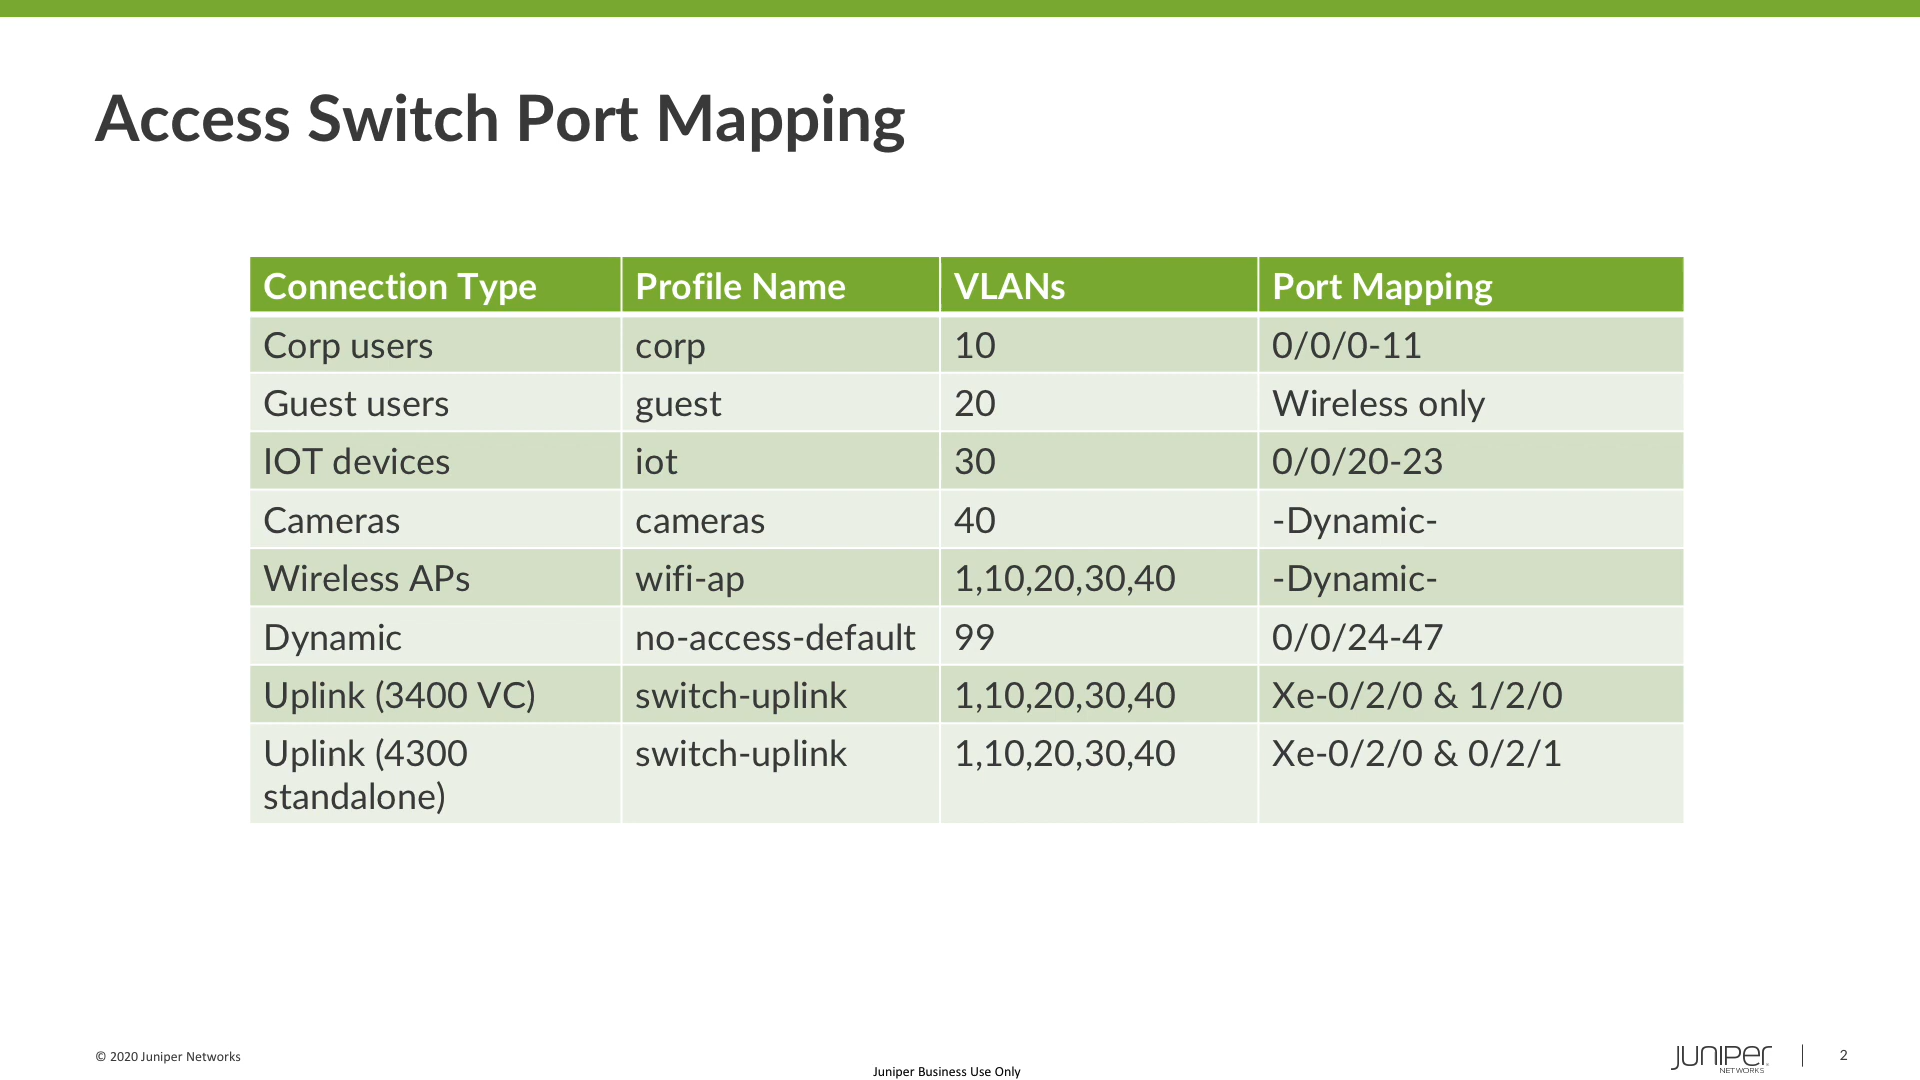 Access Switch Port Mapping
Connection Type Profile Name VLANs Port Mapping
Corp users corp 10 0/0/0-11
Guest users guest 20 Wireless only
IOT devices iot 30 0/0/20-23
Cameras cameras 40 -Dynamic-
Wireless APs wifi-ap 1,10,20,30,40 -Dynamic-
Dynamic no-access-default 99 0/0/24-47
Uplink (3400 VC) switch-uplink 1,10,20,30,40 Xe-0/2/0 & 1/2/0
Uplink (4300 switch-uplink 1,10,20,30,40 Xe-0/2/0 & 0/2/1
standalone)
© 2020 Juniper Networks
Juniper Business Use Only
JUNIPER
NETWORKS
2